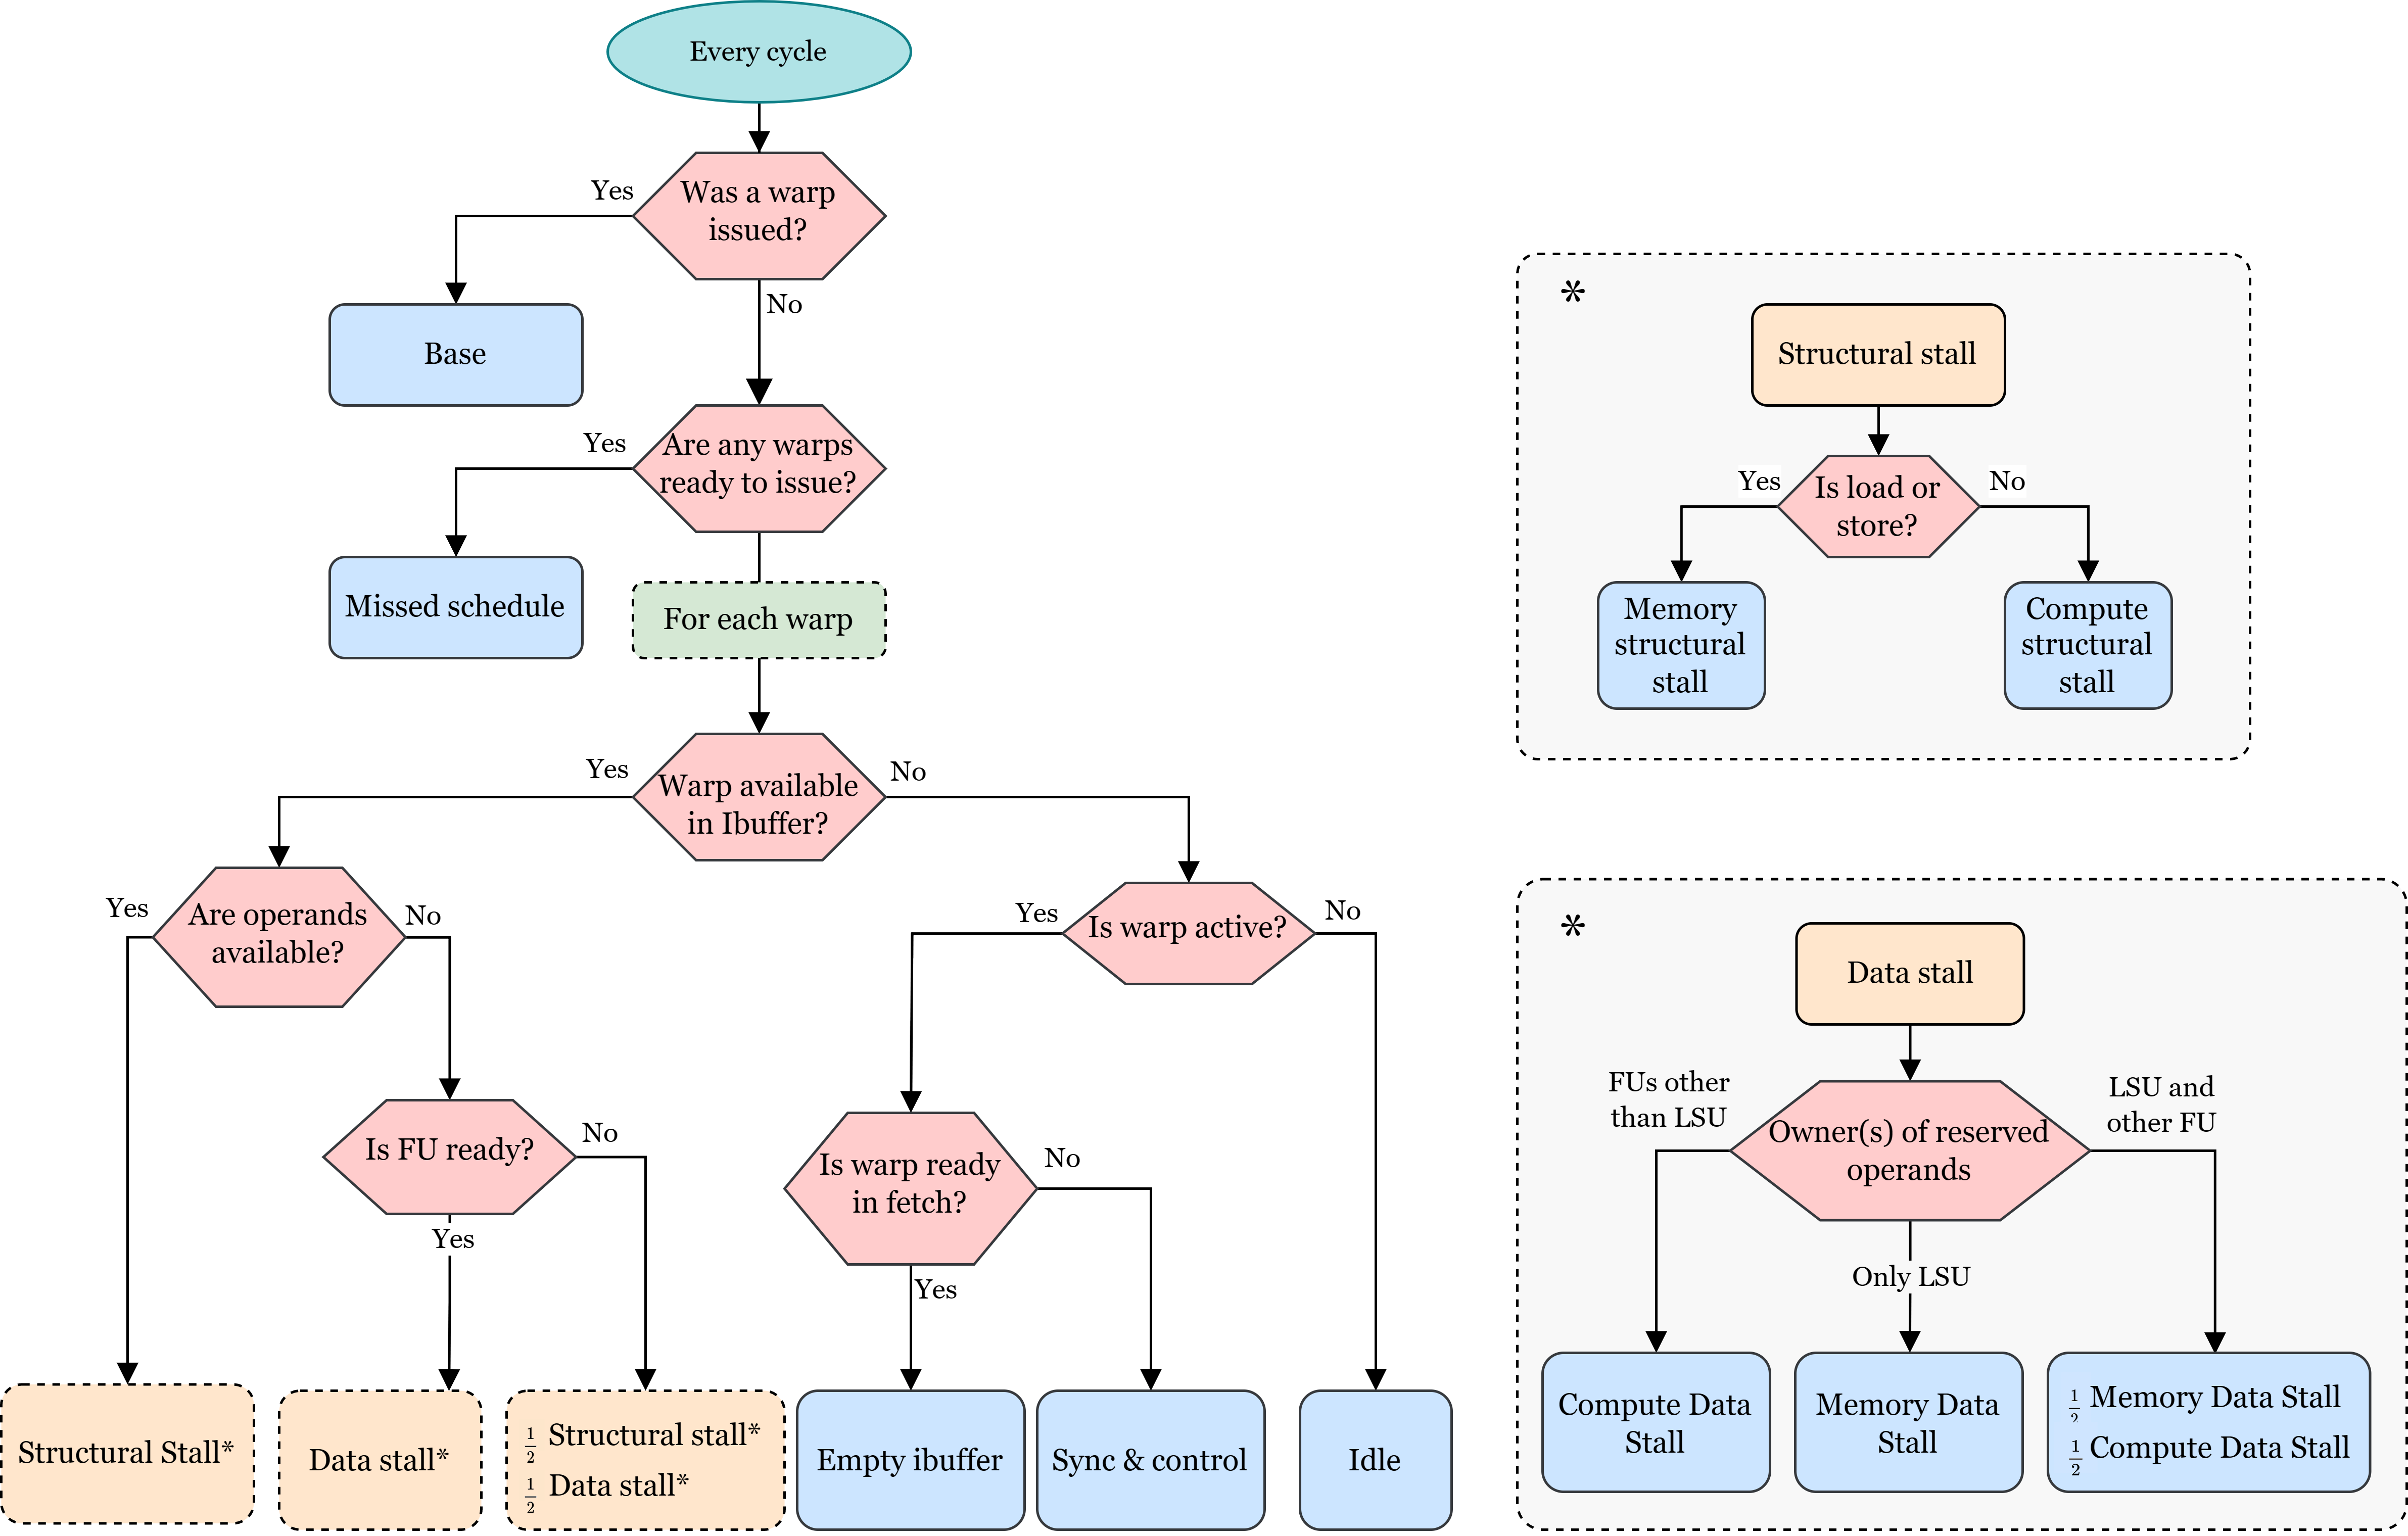 Every cycle
Was a warp
issued?
Yes
No
Base
Are any warps
ready to issue?
Yes
Missed schedule
For each warp
Warp available
in Ibuffer?
Yes
No
Are operands
available?
Yes
No
Is warp active?
Yes
No
Is FU ready?
No
Yes
Is warp ready
in fetch?
No
Yes
Structural Stall*
Data stall*
1/2 Structural stall*
1/2 Data stall*
Empty ibuffer
Sync & control
Idle
*
Structural stall
Is load or
store?
Yes
No
Memory
structural
stall
Compute
structural
stall
*
Data stall
Owner(s) of reserved
operands
FUs other
than LSU
LSU and
other FU
Only LSU
Compute Data
Stall
Memory Data
Stall
1/2 Memory Data Stall
1/2 Compute Data Stall